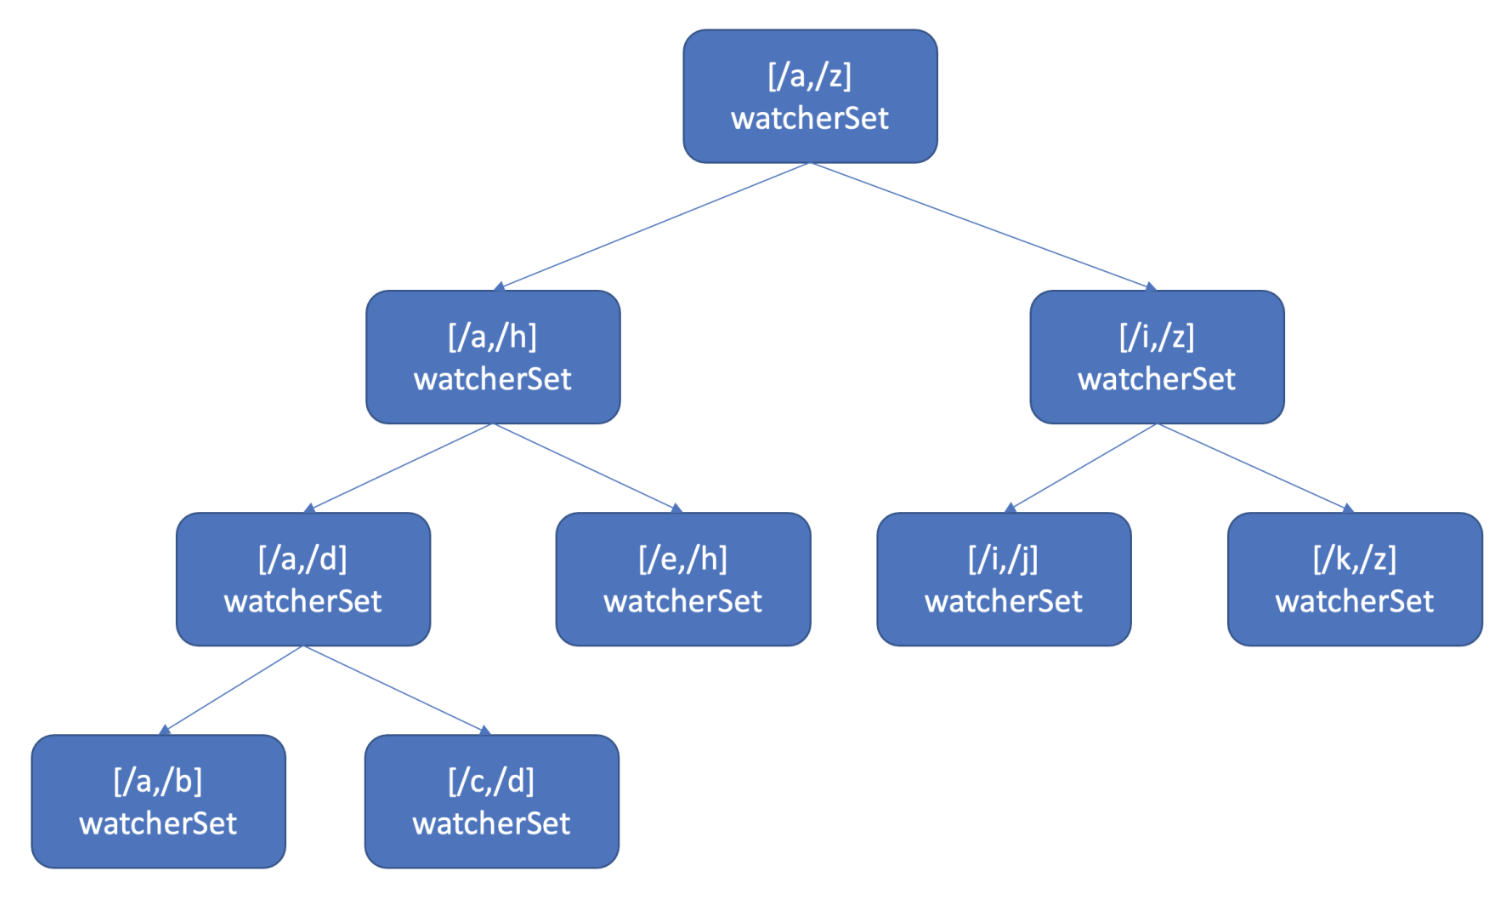 [/a,/z]
watcherSet
[/a,/h]
watcherSet
[/i,/z]
watcherSet
[/a,/d]
watcherSet
[/e,/h]
watcherSet
[/i,/j]
watcherSet
[/k,/z]
watcherSet
[/a,/b]
watcherSet
[/c,/d]
watcherSet